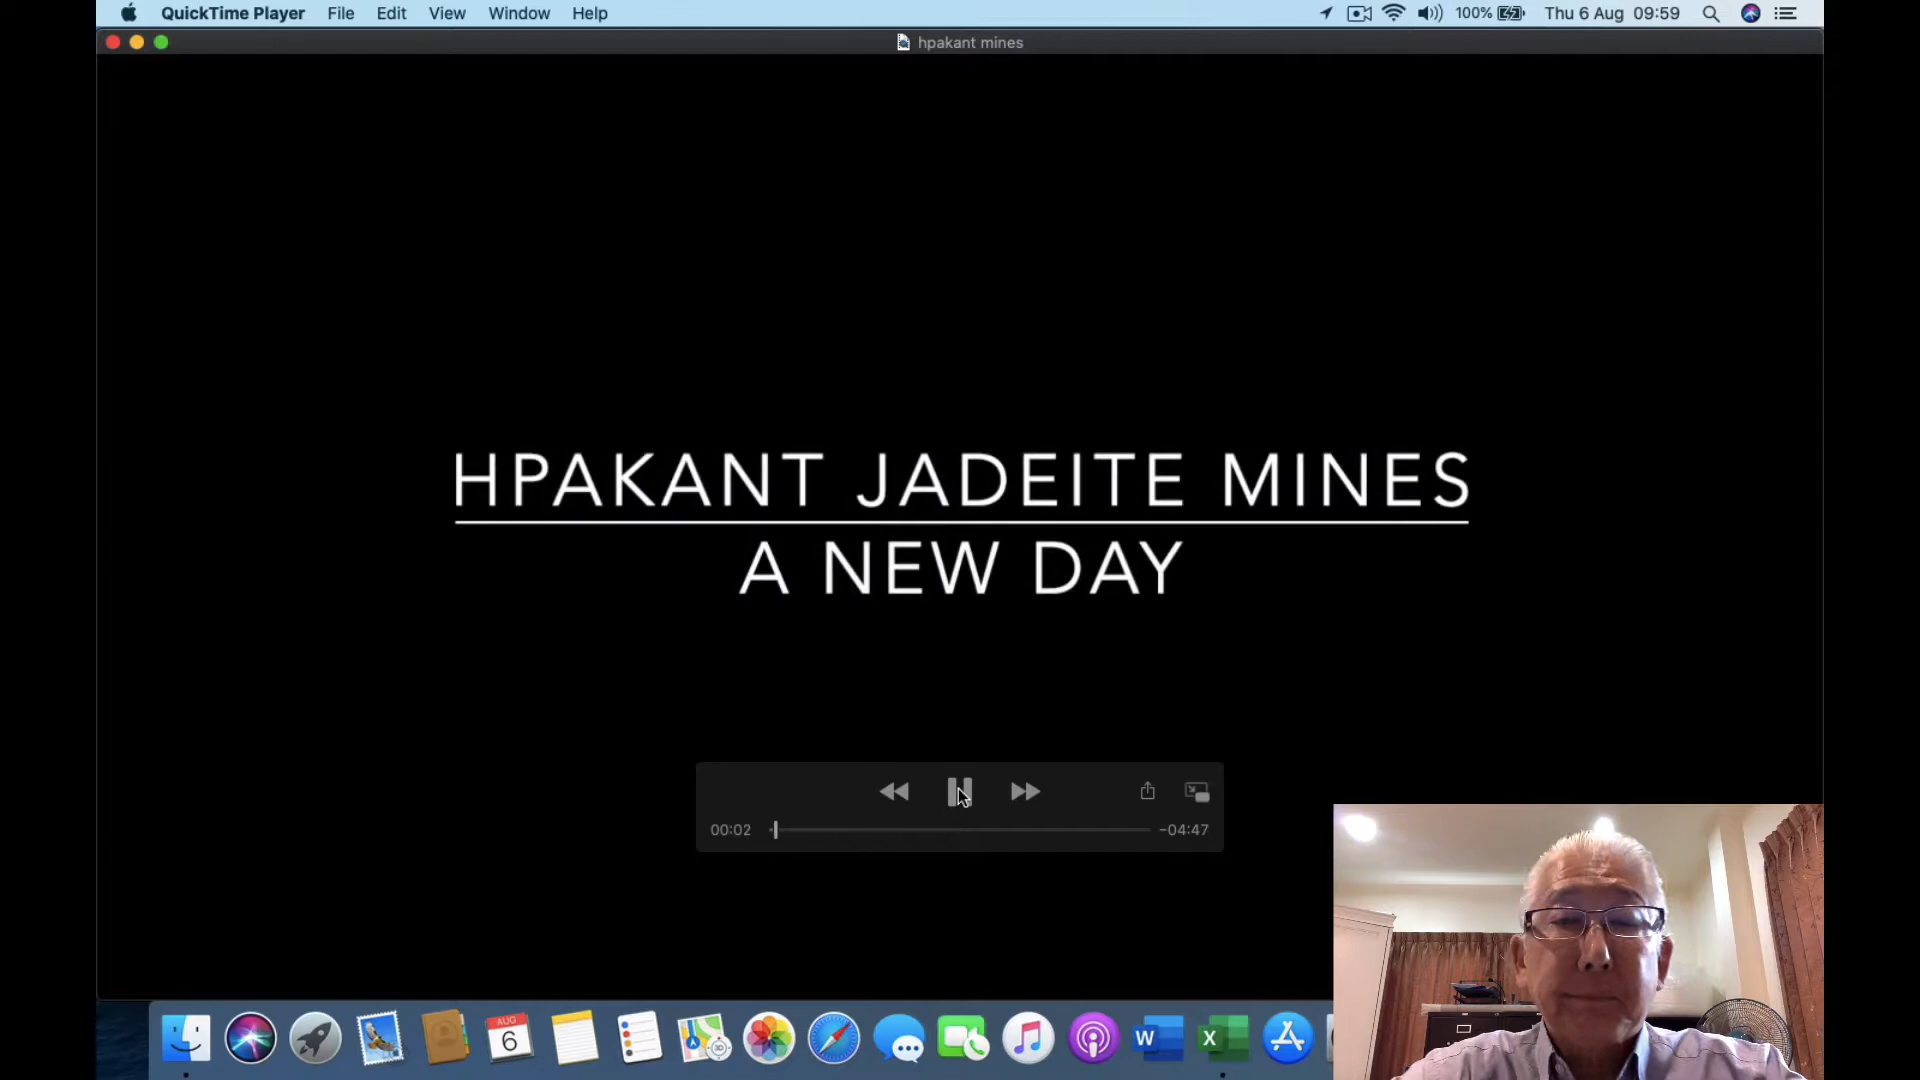 QuickTime Player File Edit View Window Help 100% Thu 6 Aug 09:59
hpakant mines
HPAKANT JADEITE MINES
A NEW DAY
00:02 -04:47
AUG
6
3D
W
X